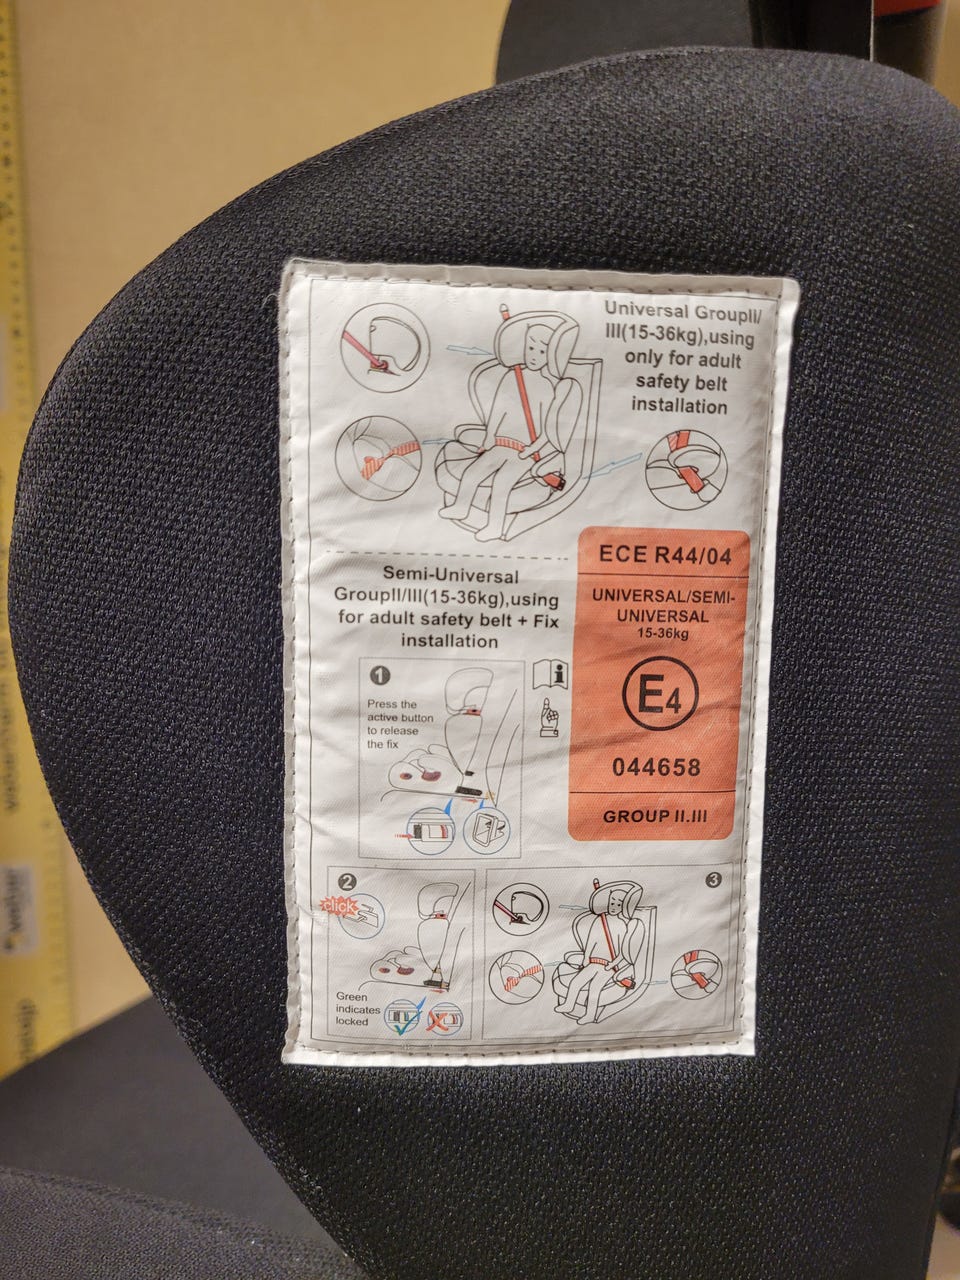 Universal GroupII/
III(15-36kg),using
only for adult
safety belt
installation
ECE R44/04
UNIVERSAL/SEMI-
UNIVERSAL
15-36kg
E4
044658
GROUP II.III
Semi-Universal
GroupII/III(15-36kg),using
for adult safety belt + Fix
installation
1
Press the
active button
to release
the fix
i
2
click
Green
indicates
locked
3